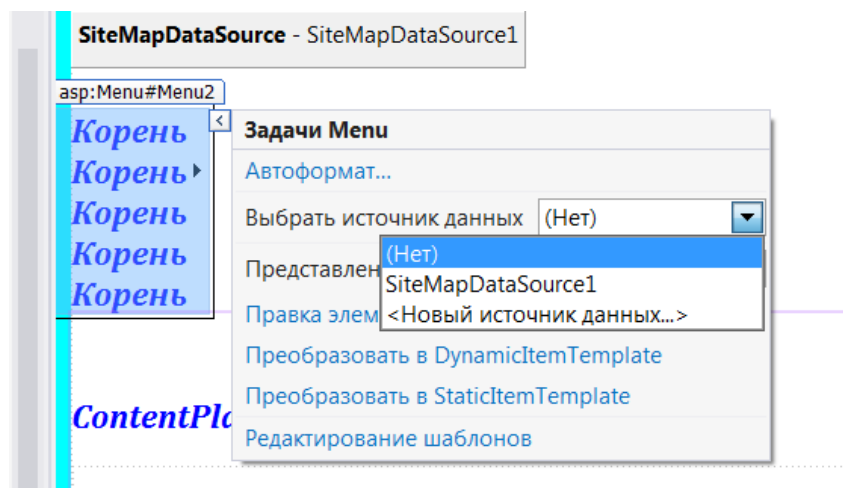 SiteMapDataSource - SiteMapDataSource1
asp:Menu#Menu2
Корень
Корень
Корень
Корень
Корень
Задачи Menu
Автоформат...
Выбрать источник данных (Нет)
(Нет)
SiteMapDataSource1
<Новый источник данных...>
Представлен
Правка элем
Преобразовать в DynamicItemTemplate
Преобразовать в StaticItemTemplate
Редактирование шаблонов
ContentPla